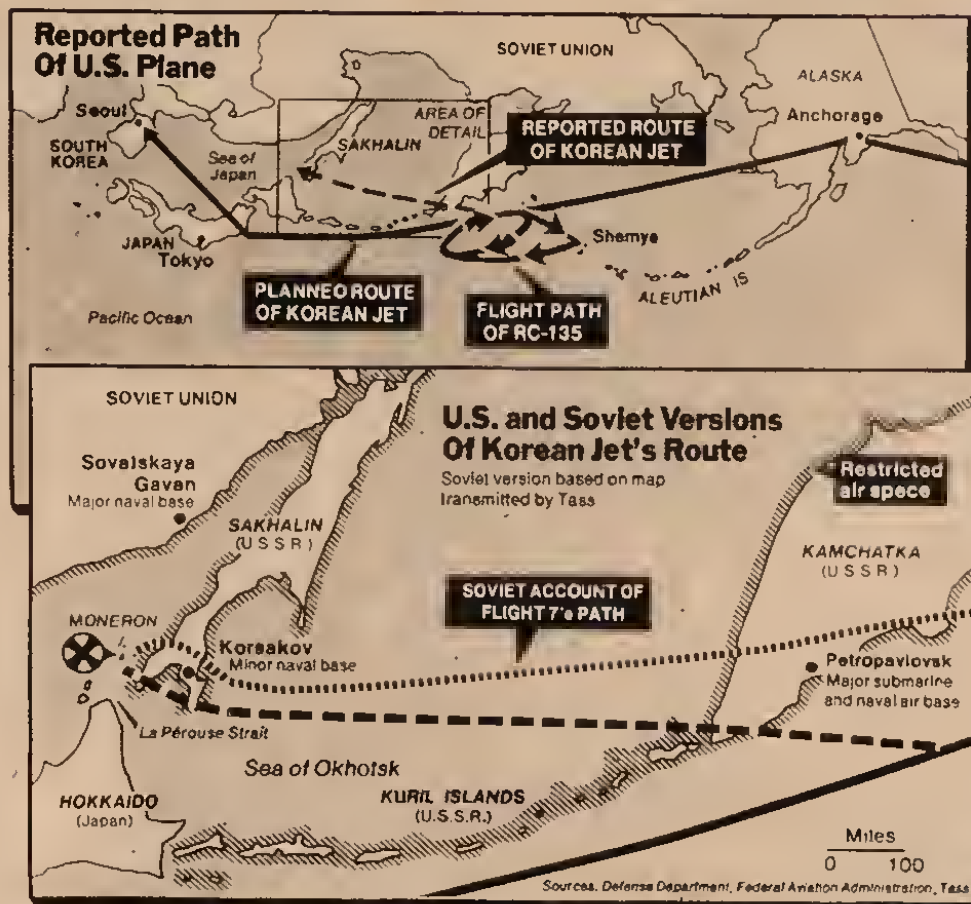 Reported Path
Of U.S. Plane
SOVIET UNION
ALASKA
Anchorage
Seoul
SOUTH
KOREA
Sea of
Japan
SAKHALIN
AREA OF
DETAIL
REPORTED ROUTE
OF KOREAN JET
JAPAN
Tokyo
Shemya
ALEUTIAN IS
PLANNED ROUTE
OF KOREAN JET
FLIGHT PATH
OF RC-135
Pacific Ocean
SOVIET UNION
U.S. and Soviet Versions
Of Korean Jet's Route
Soviet version based on map
transmitted by Tass
Sovatskaya
Gavan
Major naval base
SAKHALIN
(U.S.S.R.)
Restricted
air space
KAMCHATKA
(U.S.S.R.)
SOVIET ACCOUNT OF
FLIGHT 7's PATH
MONERON
Korsakov
Minor naval base
Petropavlovsk
Major submarine
and naval air base
La Pérouse Strait
Sea of Okhotsk
HOKKAIDO
(Japan)
KURIL ISLANDS
(U.S.S.R.)
Miles
0 100
Sources. Defense Department, Federal Aviation Administration, Tass